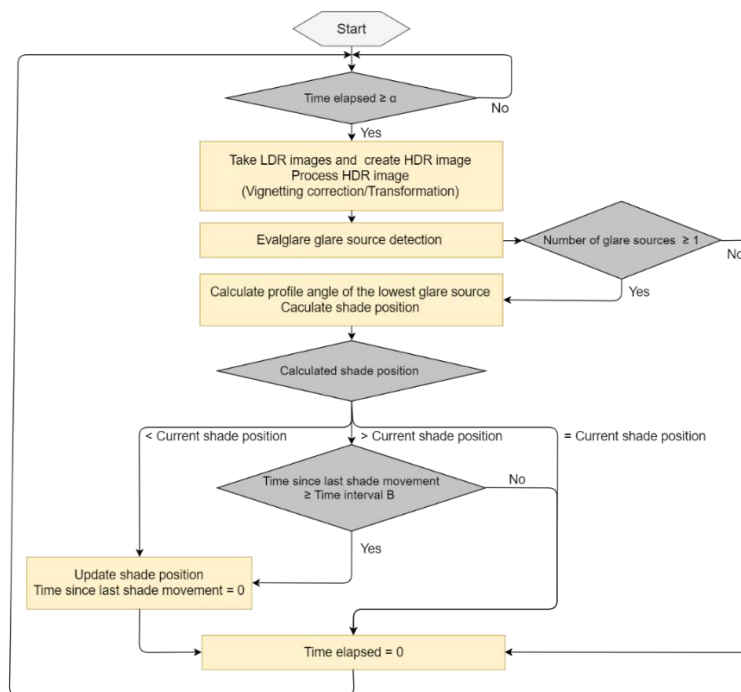 Start
Time elapsed ≥ α
No
Yes
Take LDR images and create HDR image
Process HDR image
(Vignetting correction/Transformation)
Evalglare glare source detection
Number of glare sources ≥ 1
No
Yes
Calculate profile angle of the lowest glare source
Caculate shade position
Calculated shade position
< Current shade position
> Current shade position
= Current shade position
Time since last shade movement
≥ Time interval B
No
Yes
Update shade position
Time since last shade movement = 0
Time elapsed = 0